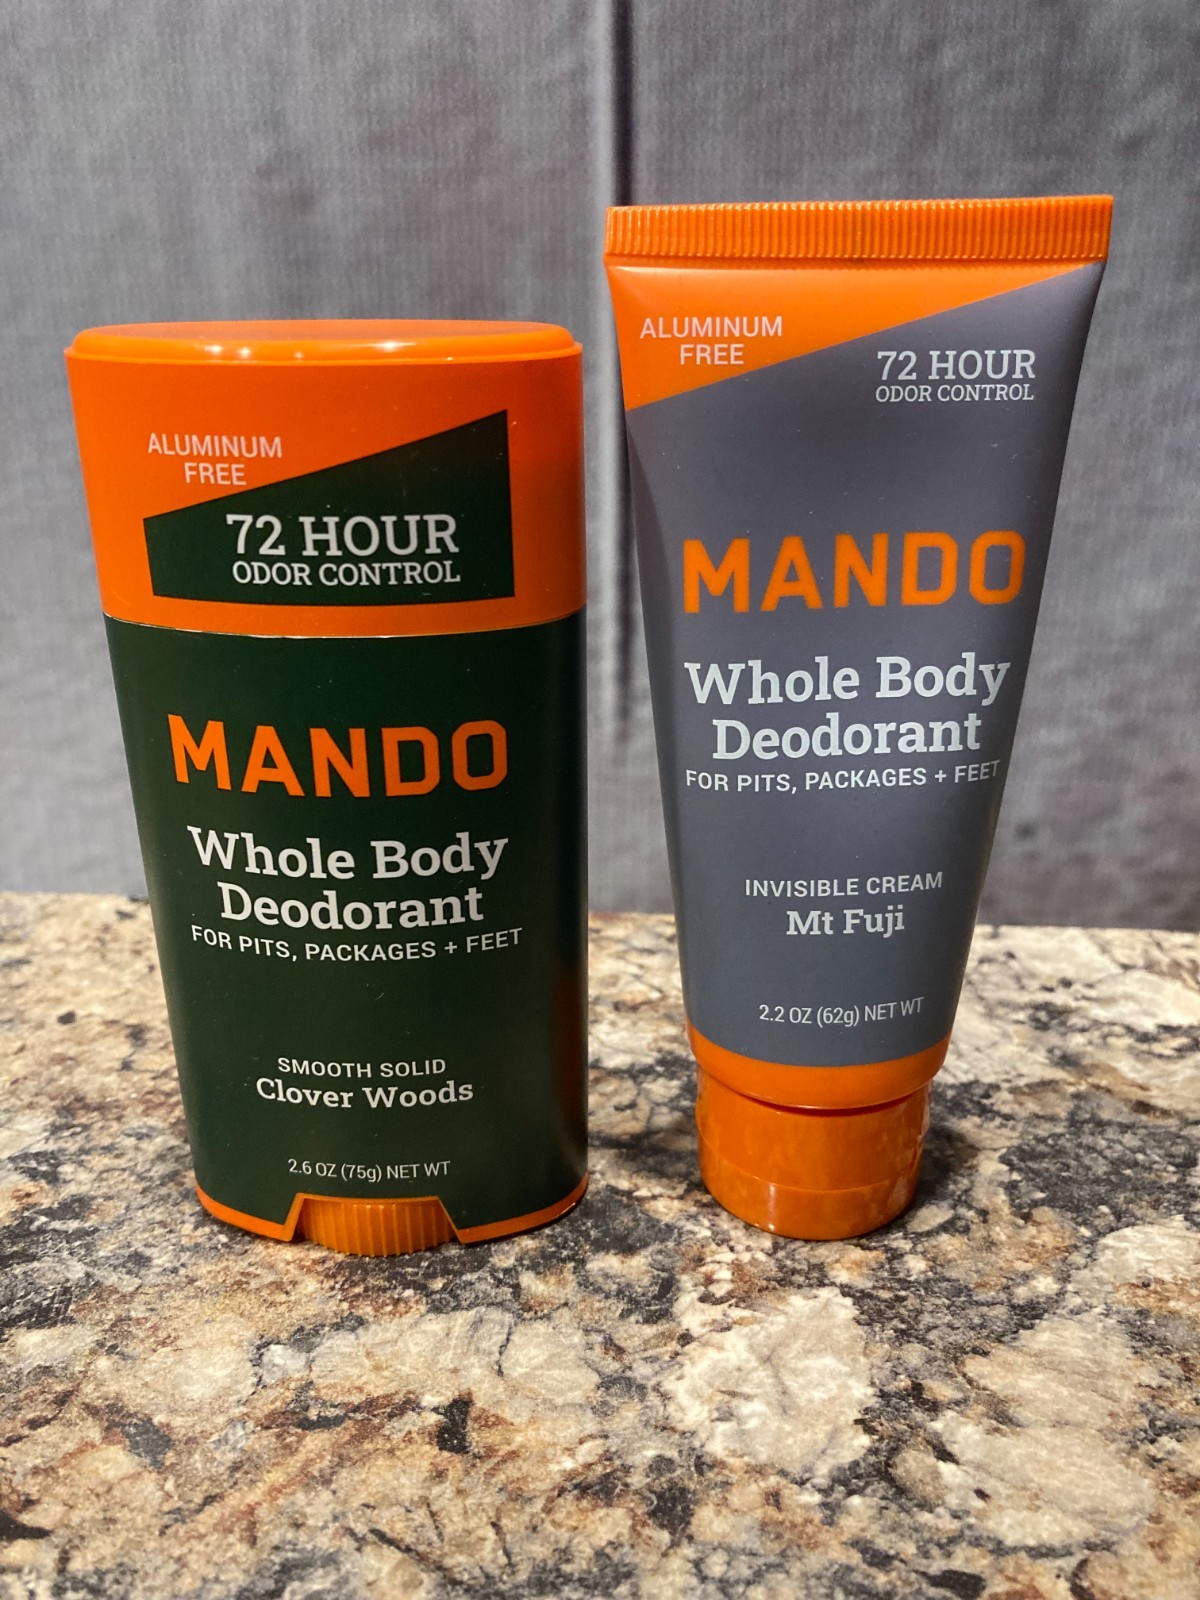 ALUMINUM
FREE
72 HOUR
ODOR CONTROL
MANDO
Whole Body
Deodorant
FOR PITS, PACKAGES + FEET
SMOOTH SOLID
Clover Woods
2.6 OZ (75g) NET WT
ALUMINUM
FREE
72 HOUR
ODOR CONTROL
MANDO
Whole Body
Deodorant
FOR PITS, PACKAGES + FEET
INVISIBLE CREAM
Mt Fuji
2.2 OZ (62g) NET WT